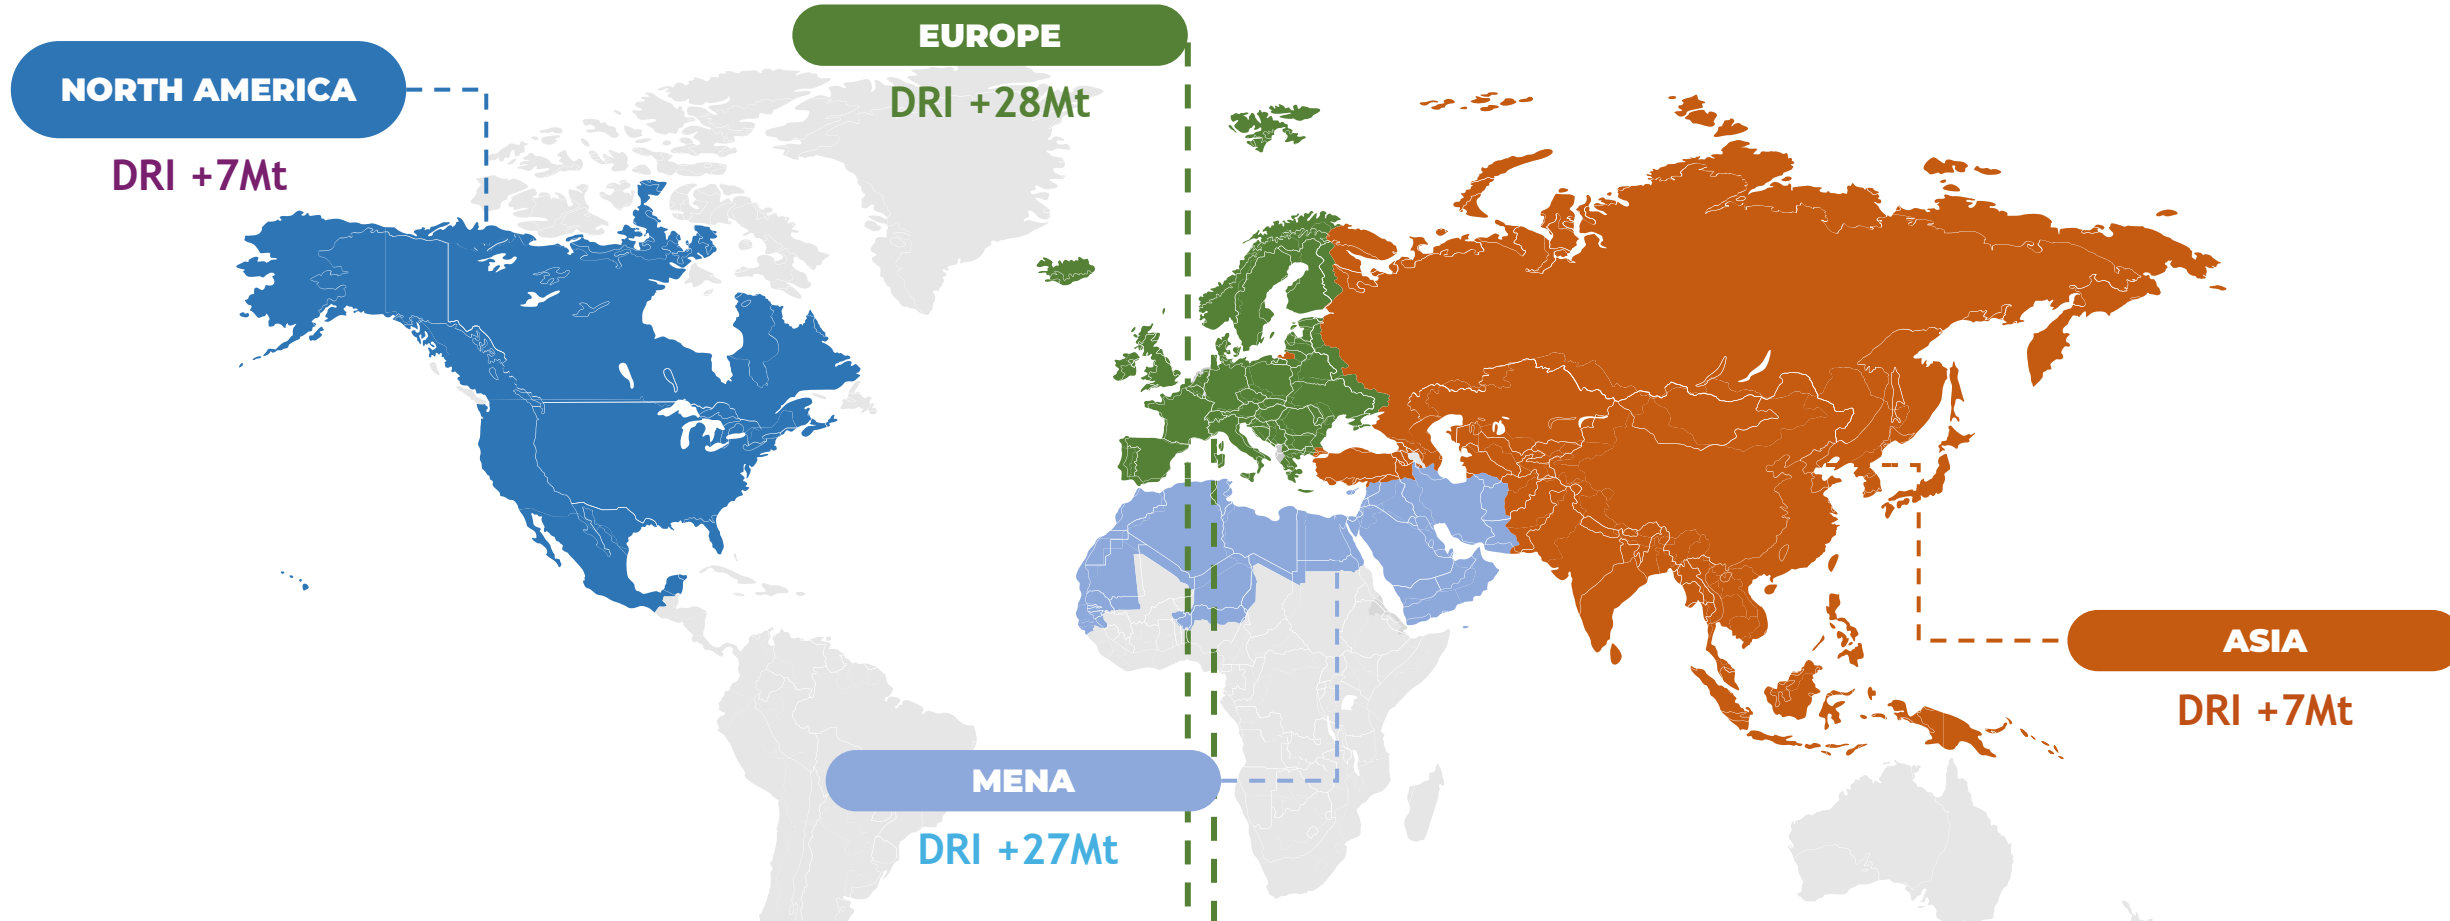 EUROPE
DRI +28Mt
NORTH AMERICA
DRI +7Mt
ASIA
DRI +7Mt
MENA
DRI +27Mt